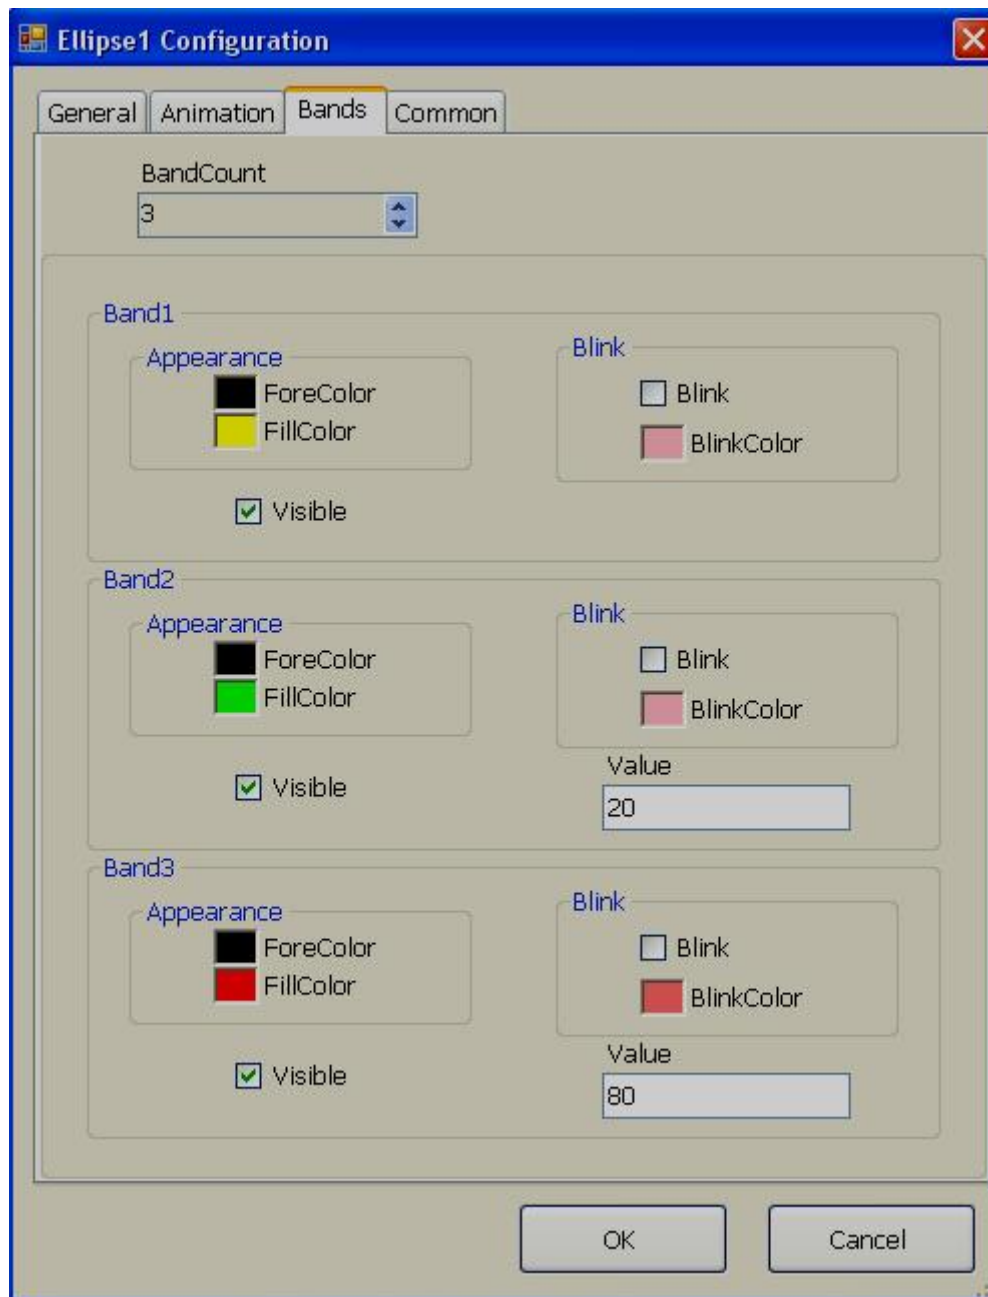 Ellipse1 Configuration
General Animation Bands Common
BandCount
3
Band1
Appearance
ForeColor
FillColor
Visible
Blink
Blink
BlinkColor
Band2
Appearance
ForeColor
FillColor
Visible
Blink
Blink
BlinkColor
Value
20
Band3
Appearance
ForeColor
FillColor
Visible
Blink
Blink
BlinkColor
Value
80
OK Cancel